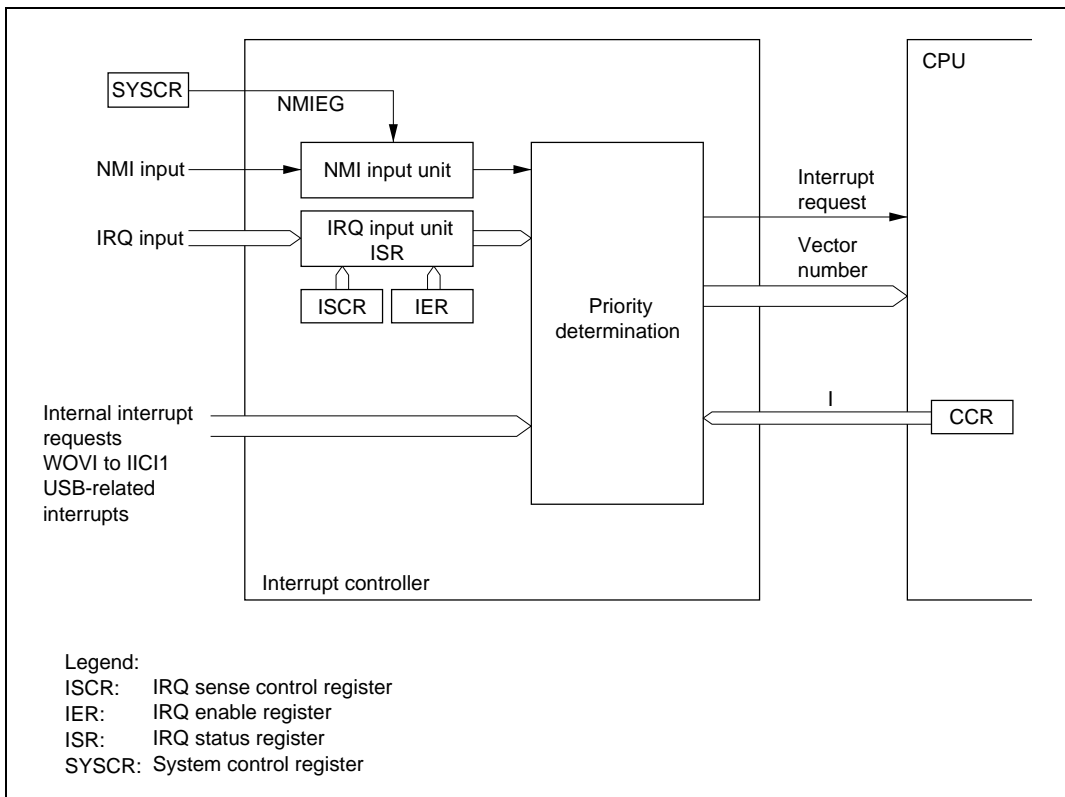 CPU
SYSCR
NMIEG
NMI input
NMI input unit
IRQ input
IRQ input unit
ISR
ISCR
IER
Interrupt
request
Vector
number
Priority
determination
I
CCR
Internal interrupt
requests
WOVI to IICI1
USB-related
interrupts
Interrupt controller
Legend:
ISCR: IRQ sense control register
IER: IRQ enable register
ISR: IRQ status register
SYSCR: System control register